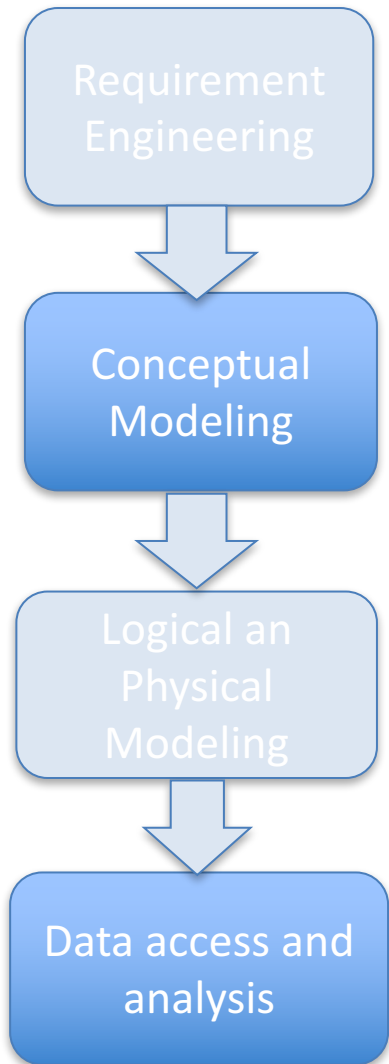 Requirement
Engineering
Conceptual
Modeling
Logical an
Physical
Modeling
Data access and
analysis